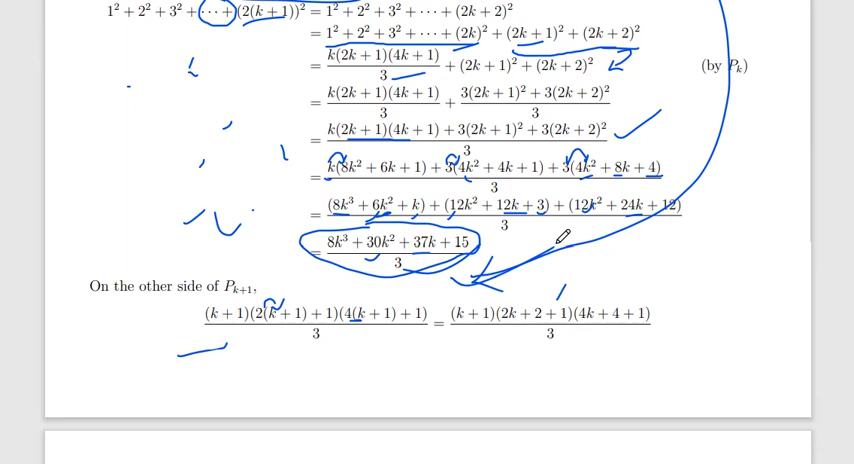 1² + 2² + 3² + ··· + (2(k + 1))² = 1² + 2² + 3² + ··· + (2k + 2)²
= 1² + 2² + 3² + ··· + (2k)² + (2k + 1)² + (2k + 2)²
= k(2k + 1)(4k + 1)/3 + (2k + 1)² + (2k + 2)² (by Pₖ)
= k(2k + 1)(4k + 1)/3 + 3(2k + 1)² + 3(2k + 2)²/3
= k(2k + 1)(4k + 1) + 3(2k + 1)² + 3(2k + 2)²/3
= k(8k² + 6k + 1) + 3(4k² + 4k + 1) + 3(4k² + 8k + 4)/3
= (8k³ + 6k² + k) + (12k² + 12k + 3) + (12k² + 24k + 12)/3
= 8k³ + 30k² + 37k + 15/3
On the other side of Pₖ₊₁,
(k + 1)(2(k + 1) + 1)(4(k + 1) + 1)/3 = (k + 1)(2k + 2 + 1)(4k + 4 + 1)/3